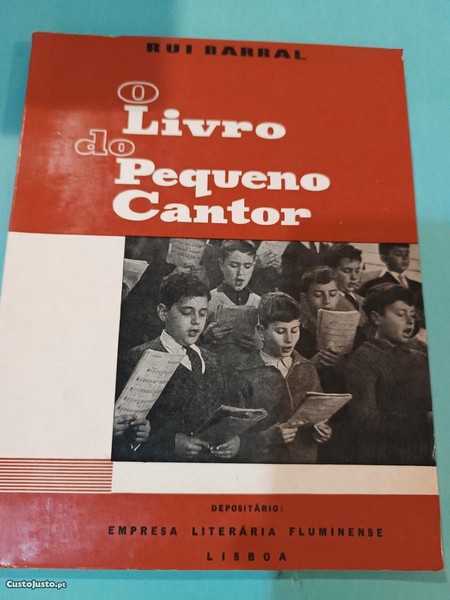 RUI BARRAL
O
Livro
do
Pequeno
Cantor
DEPOSITÁRIO:
EMPRESA LITERÁRIA FLUMINENSE
LISBOA
CustoJusto.pt